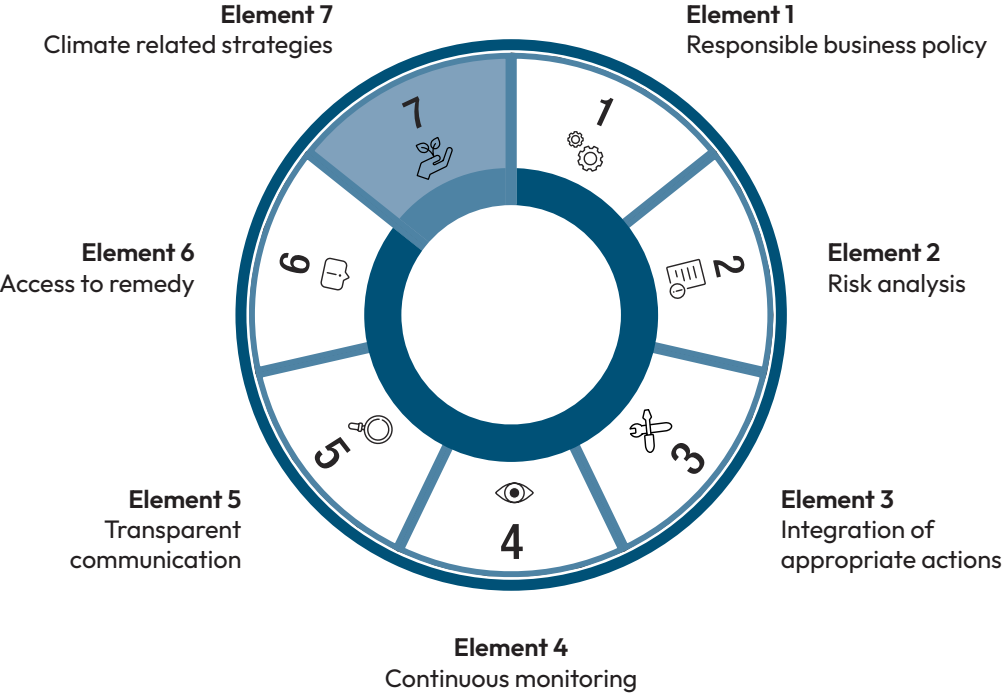 Element 7
Climate related strategies
Element 1
Responsible business policy
7
1
Element 6
Access to remedy
6
2
Element 2
Risk analysis
5
3
Element 5
Transparent
communication
4
Element 3
Integration of
appropriate actions
Element 4
Continuous monitoring